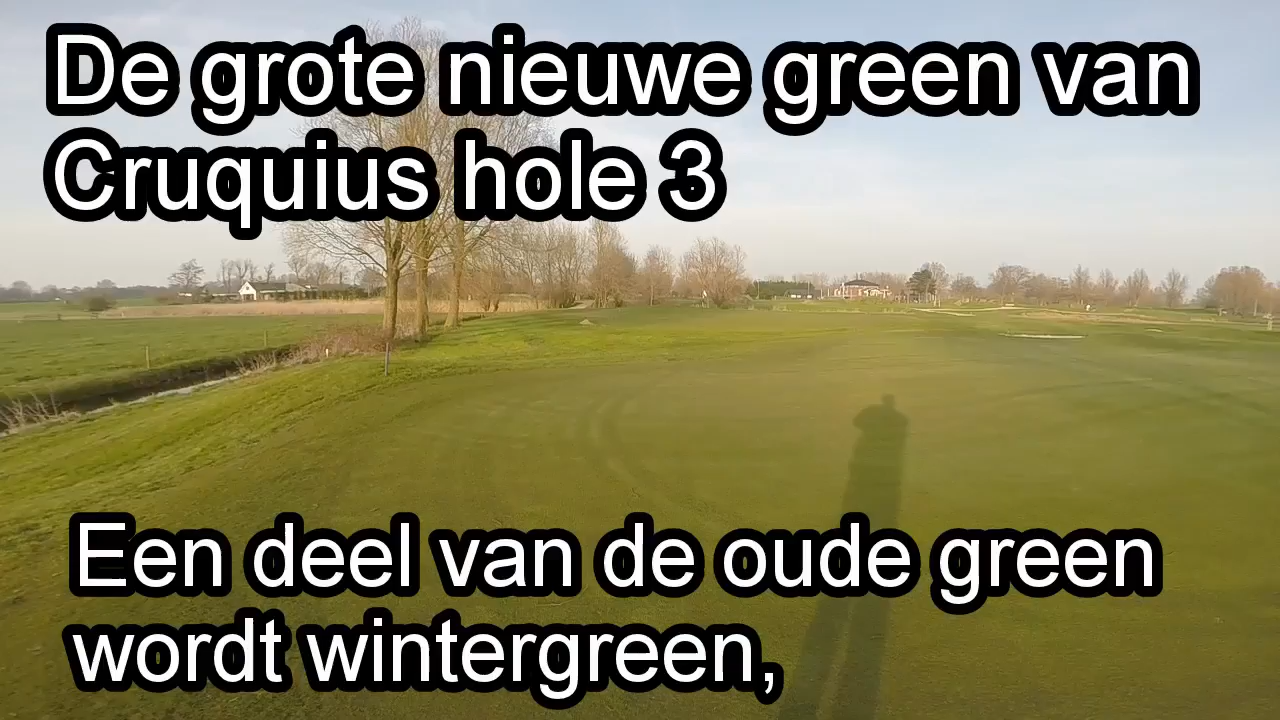 De grote nieuwe green van
Cruquius hole 3
Een deel van de oude green
wordt wintergreen,